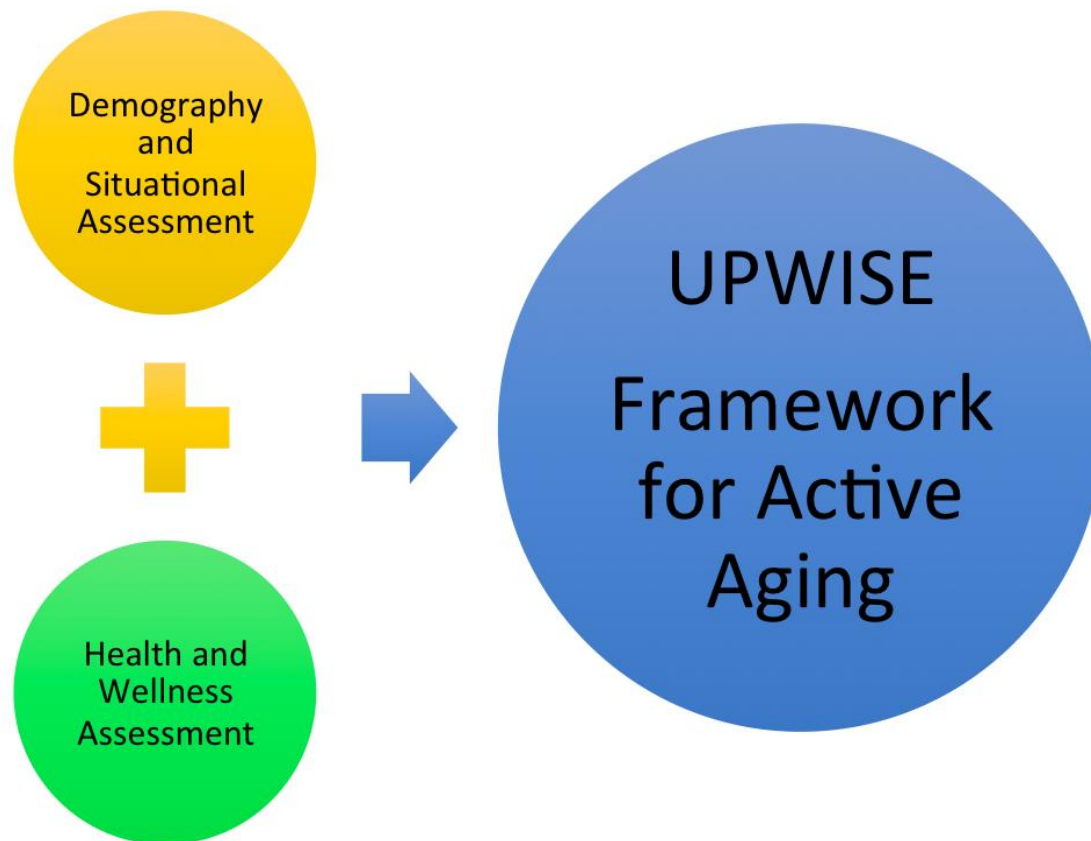 Demography
and
Situational
Assessment
Health and
Wellness
Assessment
UPWISE
Framework
for Active
Aging